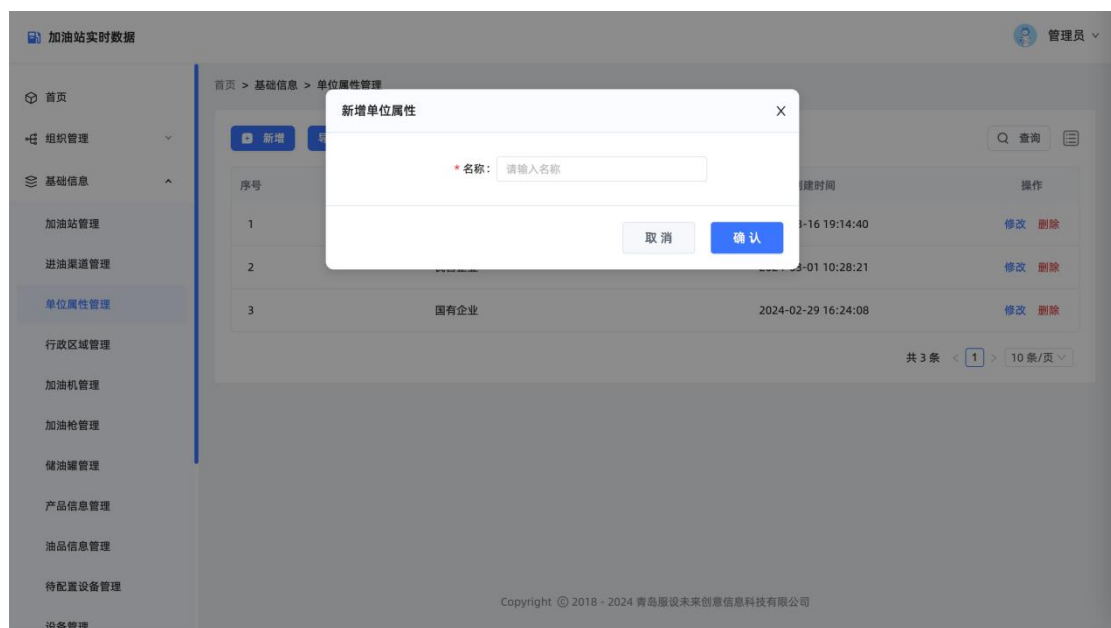 加油站实时数据
管理员
首页
组织管理
基础信息
加油站管理
进油渠道管理
单位属性管理
行政区域管理
加油机管理
加油枪管理
储油罐管理
产品信息管理
油品信息管理
待配置设备管理
设备管理
首页 > 基础信息 > 单位属性管理
新增
查询
新增单位属性
X
* 名称: 请输入名称
取消 确认
序号 创建时间 操作
1 19:14:40 修改 删除
2 10:28:21 修改 删除
3 国有企业 2024-02-29 16:24:08 修改 删除
共 3 条 < 1 > 10 条/页
Copyright © 2018 - 2024 青岛服设未来创意信息科技有限公司